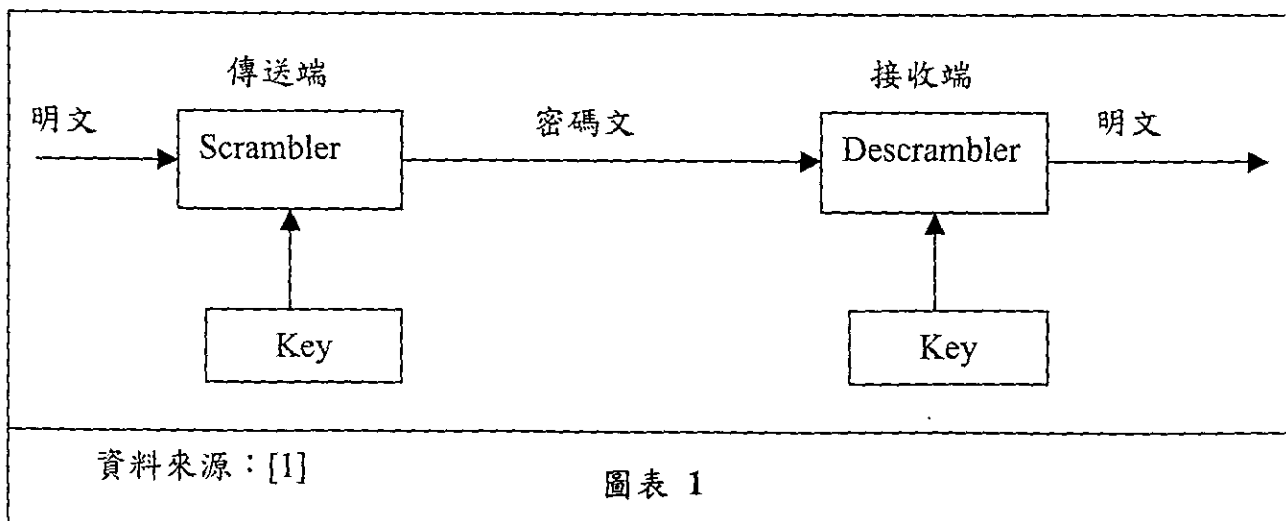 傳送端
接收端
明文
密碼文
明文
Scrambler
Descrambler
Key
Key
資料來源：[1]
圖表 1